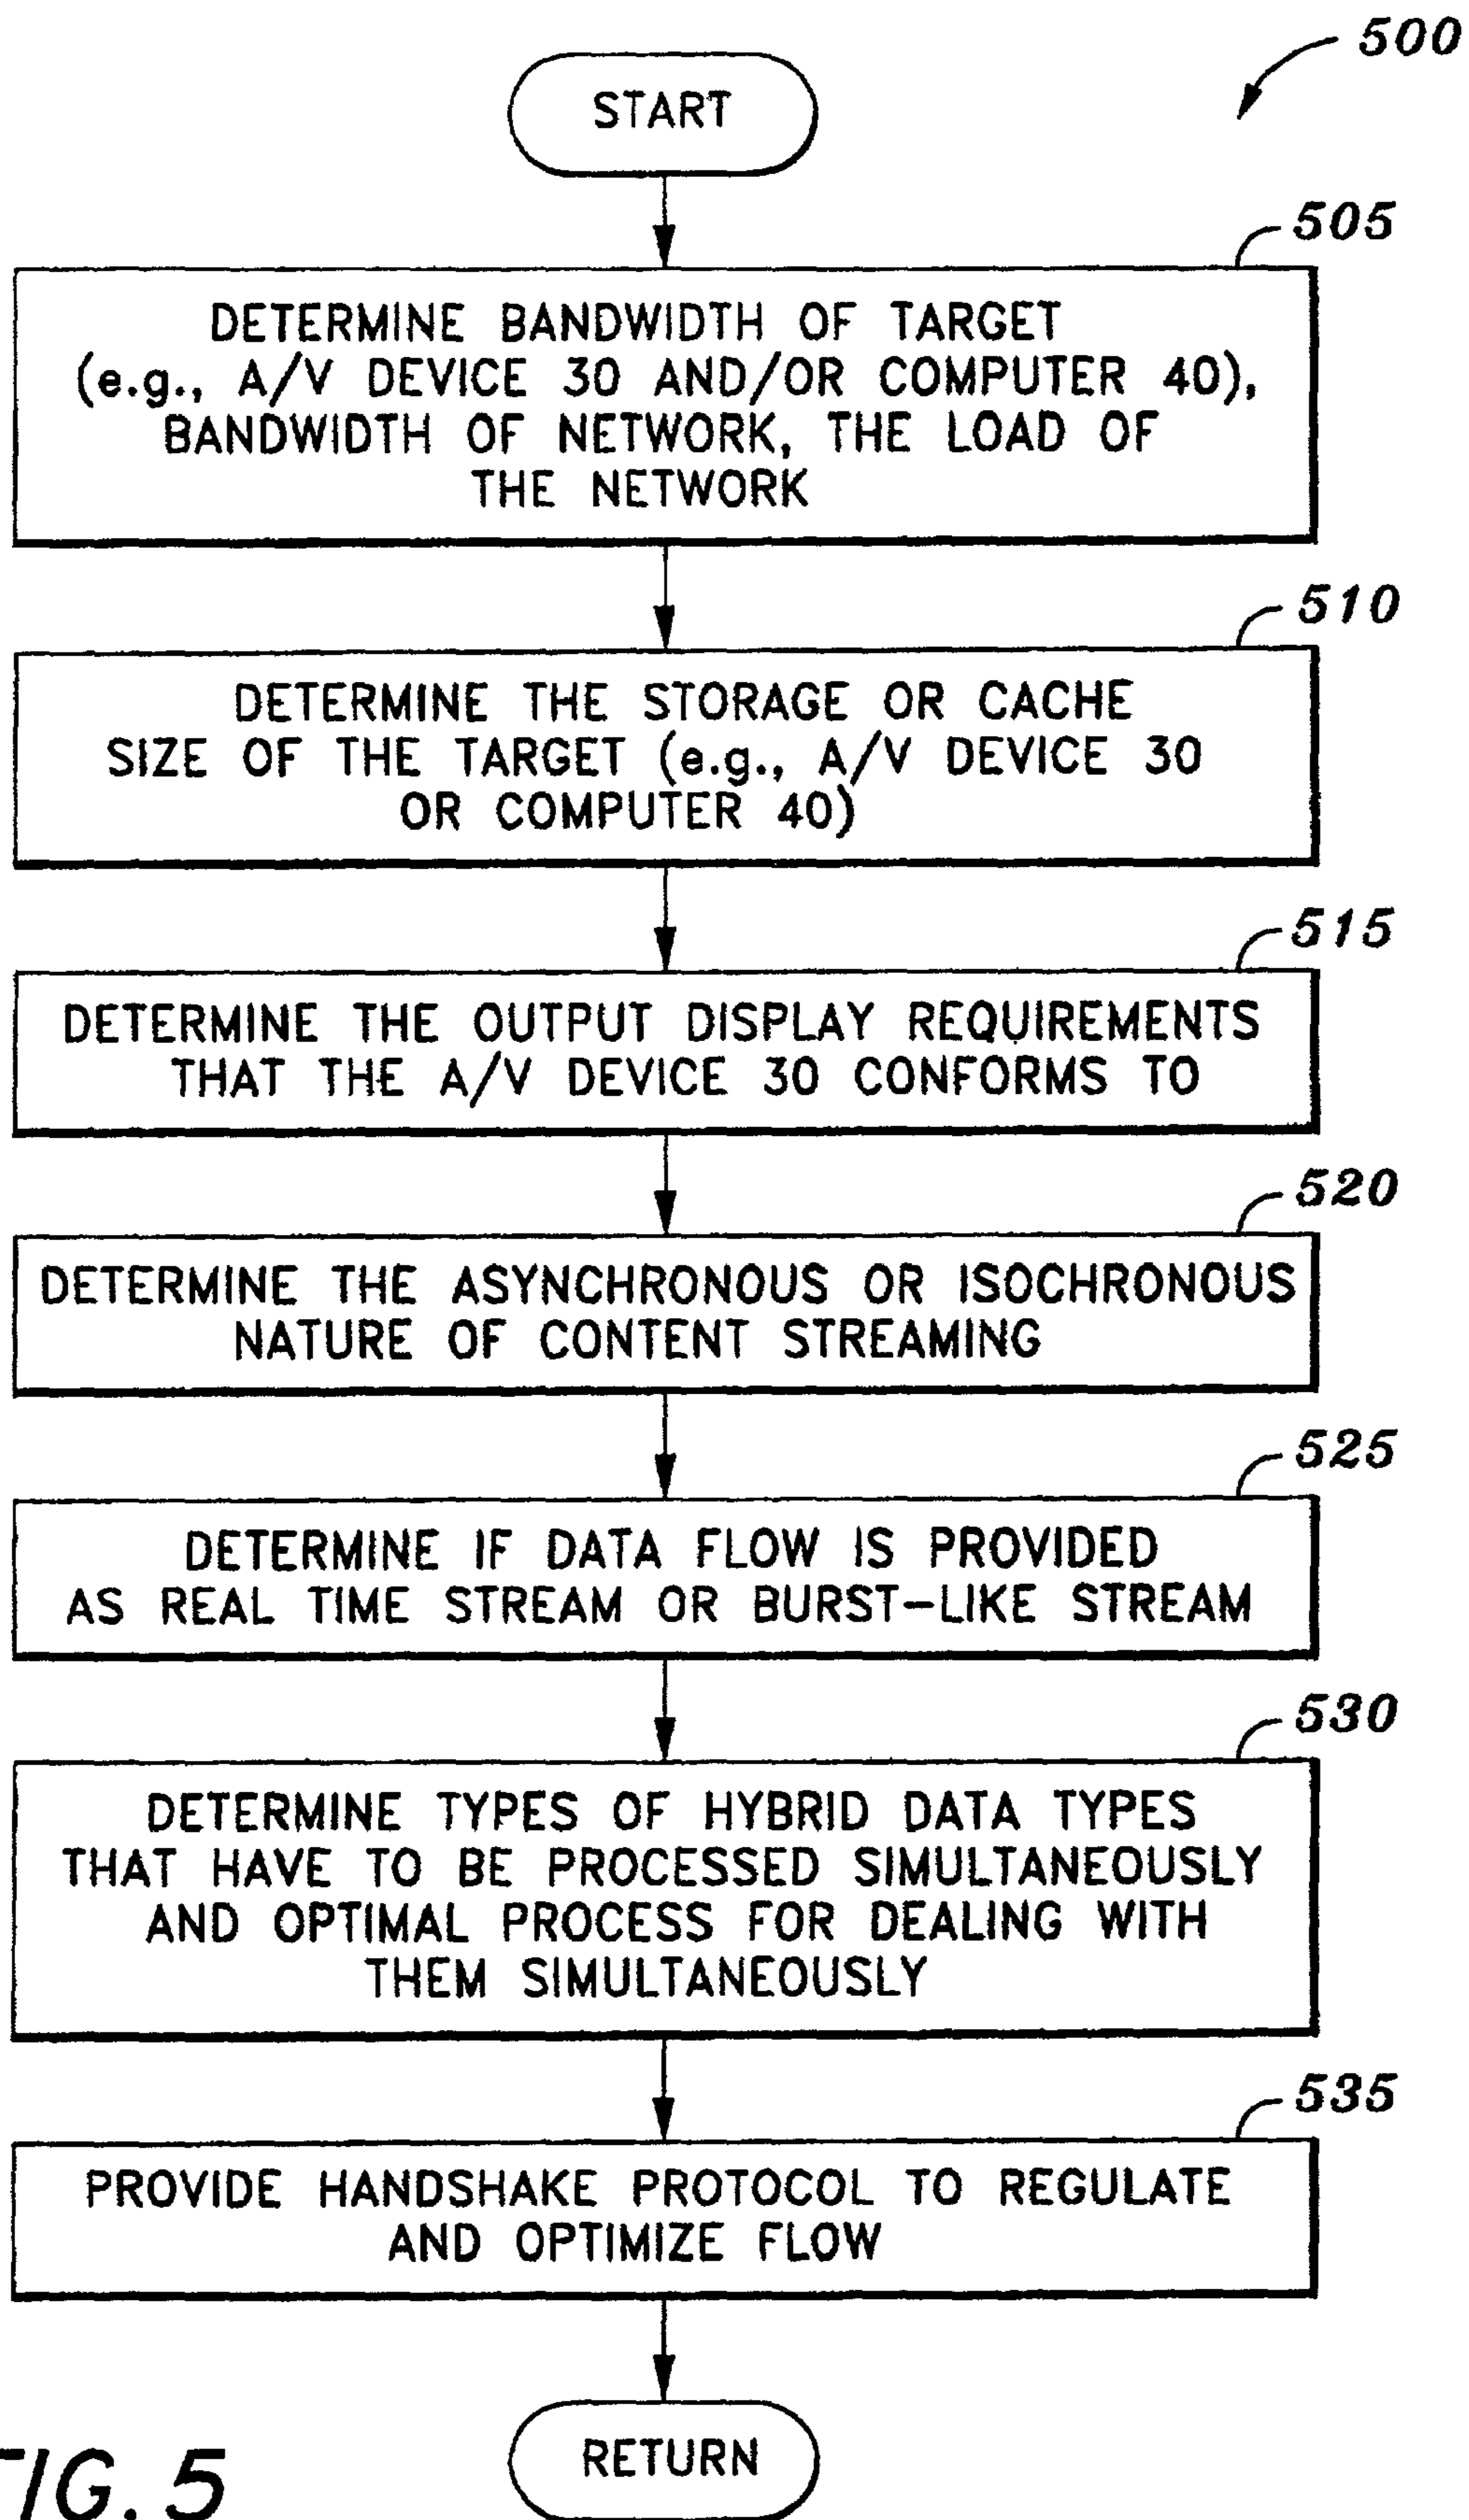 500
START
505
DETERMINE BANDWIDTH OF TARGET
(e.g., A/V DEVICE 30 AND/OR COMPUTER 40),
BANDWIDTH OF NETWORK, THE LOAD OF
THE NETWORK
510
DETERMINE THE STORAGE OR CACHE
SIZE OF THE TARGET (e.g., A/V DEVICE 30
OR COMPUTER 40)
515
DETERMINE THE OUTPUT DISPLAY REQUIREMENTS
THAT THE A/V DEVICE 30 CONFORMS TO
520
DETERMINE THE ASYNCHRONOUS OR ISOCHRONOUS
NATURE OF CONTENT STREAMING
525
DETERMINE IF DATA FLOW IS PROVIDED
AS REAL TIME STREAM OR BURST-LIKE STREAM
530
DETERMINE TYPES OF HYBRID DATA TYPES
THAT HAVE TO BE PROCESSED SIMULTANEOUSLY
AND OPTIMAL PROCESS FOR DEALING WITH
THEM SIMULTANEOUSLY
535
PROVIDE HANDSHAKE PROTOCOL TO REGULATE
AND OPTIMIZE FLOW
RETURN
FIG. 5